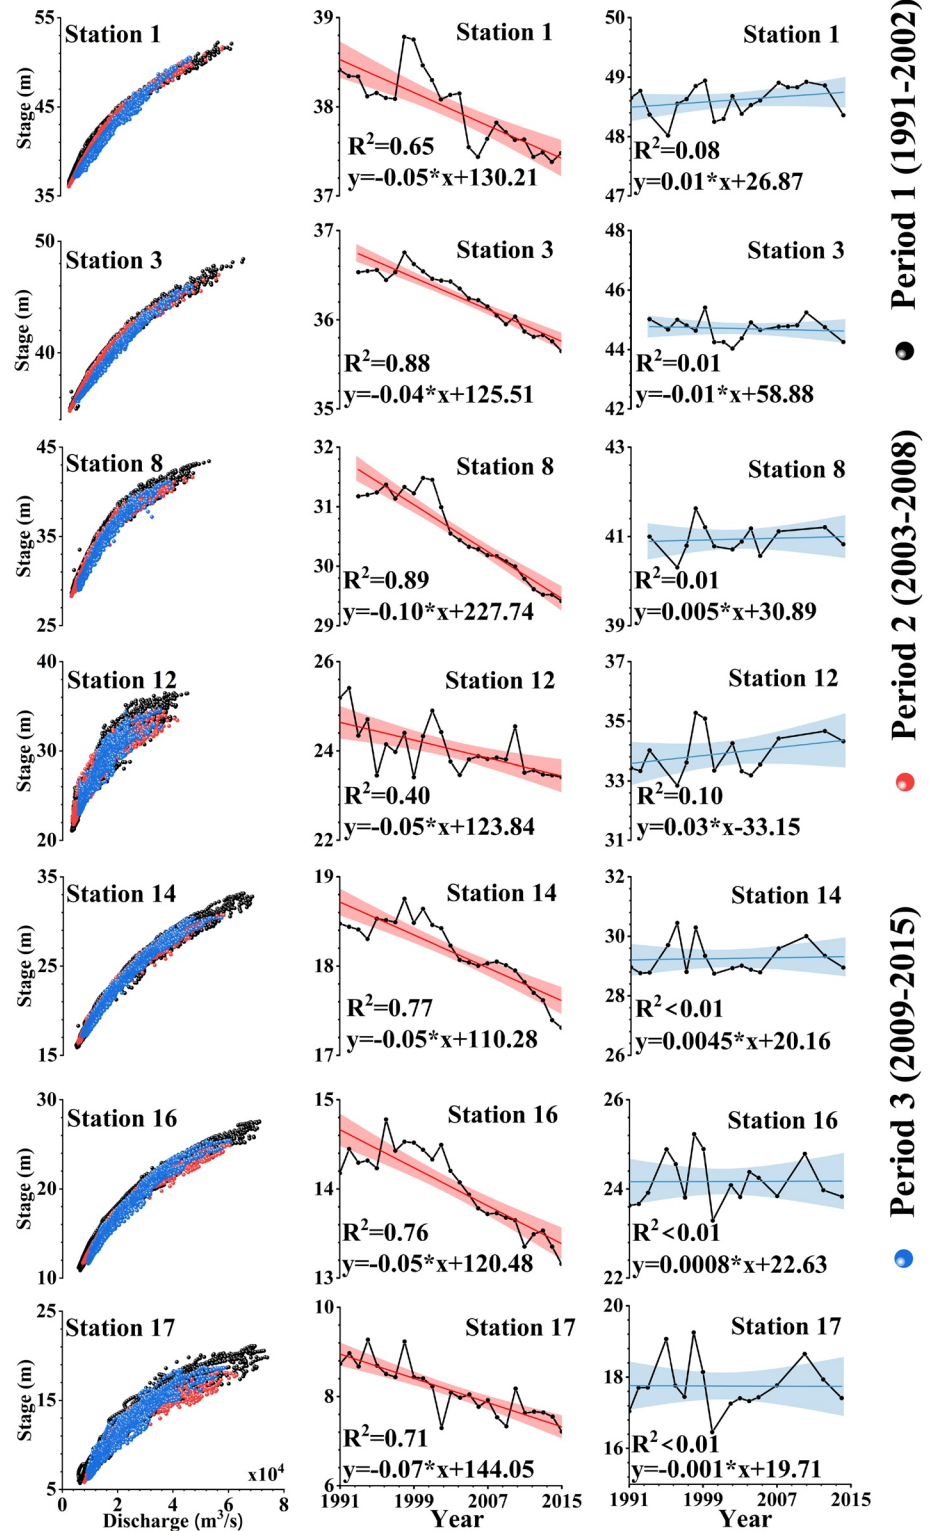 55
45
35
Stage (m)
Station 1
39
38
37
Station 1
R²=0.65
y=-0.05*x+130.21
50
49
48
47
Station 1
R²=0.08
y=0.01*x+26.87
50
40
Stage (m)
Station 3
37
36
35
Station 3
R²=0.88
y=-0.04*x+125.51
48
46
44
42
Station 3
R²=0.01
y=-0.01*x+58.88
45
35
25
Stage (m)
Station 8
32
31
30
29
Station 8
R²=0.89
y=-0.10*x+227.74
43
41
39
Station 8
R²=0.01
y=0.005*x+30.89
40
30
20
Stage (m)
Station 12
26
24
22
Station 12
R²=0.40
y=-0.05*x+123.84
37
35
33
31
Station 12
R²=0.10
y=0.03*x-33.15
35
25
15
Stage (m)
Station 14
19
18
17
Station 14
R²=0.77
y=-0.05*x+110.28
32
30
28
26
Station 14
R²<0.01
y=0.0045*x+20.16
30
20
10
Stage (m)
Station 16
15
14
13
Station 16
R²=0.76
y=-0.05*x+120.48
26
24
22
Station 16
R²<0.01
y=0.0008*x+22.63
25
15
5
Stage (m)
Station 17
x10⁴
0 2 4 6 8
Discharge (m³/s)
10
8
6
Station 17
R²=0.71
y=-0.07*x+144.05
1991 1999 2007 2015
Year
20
18
16
Station 17
R²<0.01
y=-0.001*x+19.71
1991 1999 2007 2015
Year
Period 1 (1991-2002)
Period 2 (2003-2008)
Period 3 (2009-2015)